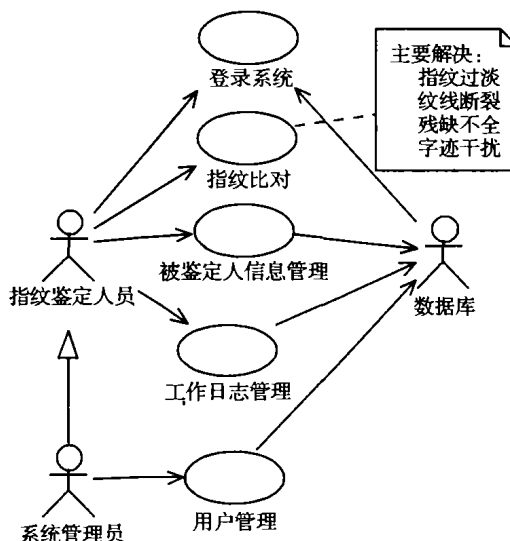 登录系统
主要解决：
指纹过淡
纹线断裂
残缺不全
字迹干扰
指纹比对
被鉴定人信息管理
指纹鉴定人员
数据库
工作日志管理
系统管理员
用户管理